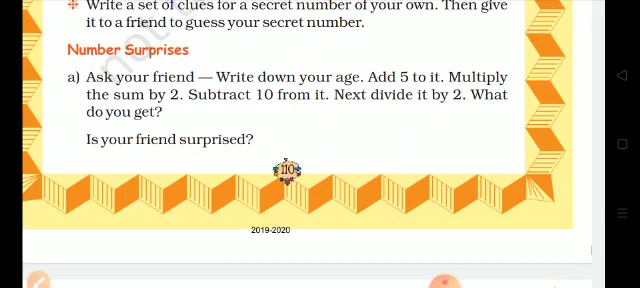 ❉ Write a set of clues for a secret number of your own. Then give
it to a friend to guess your secret number.
Number Surprises
a) Ask your friend — Write down your age. Add 5 to it. Multiply
the sum by 2. Subtract 10 from it. Next divide it by 2. What
do you get?
Is your friend surprised?
110
2019-2020